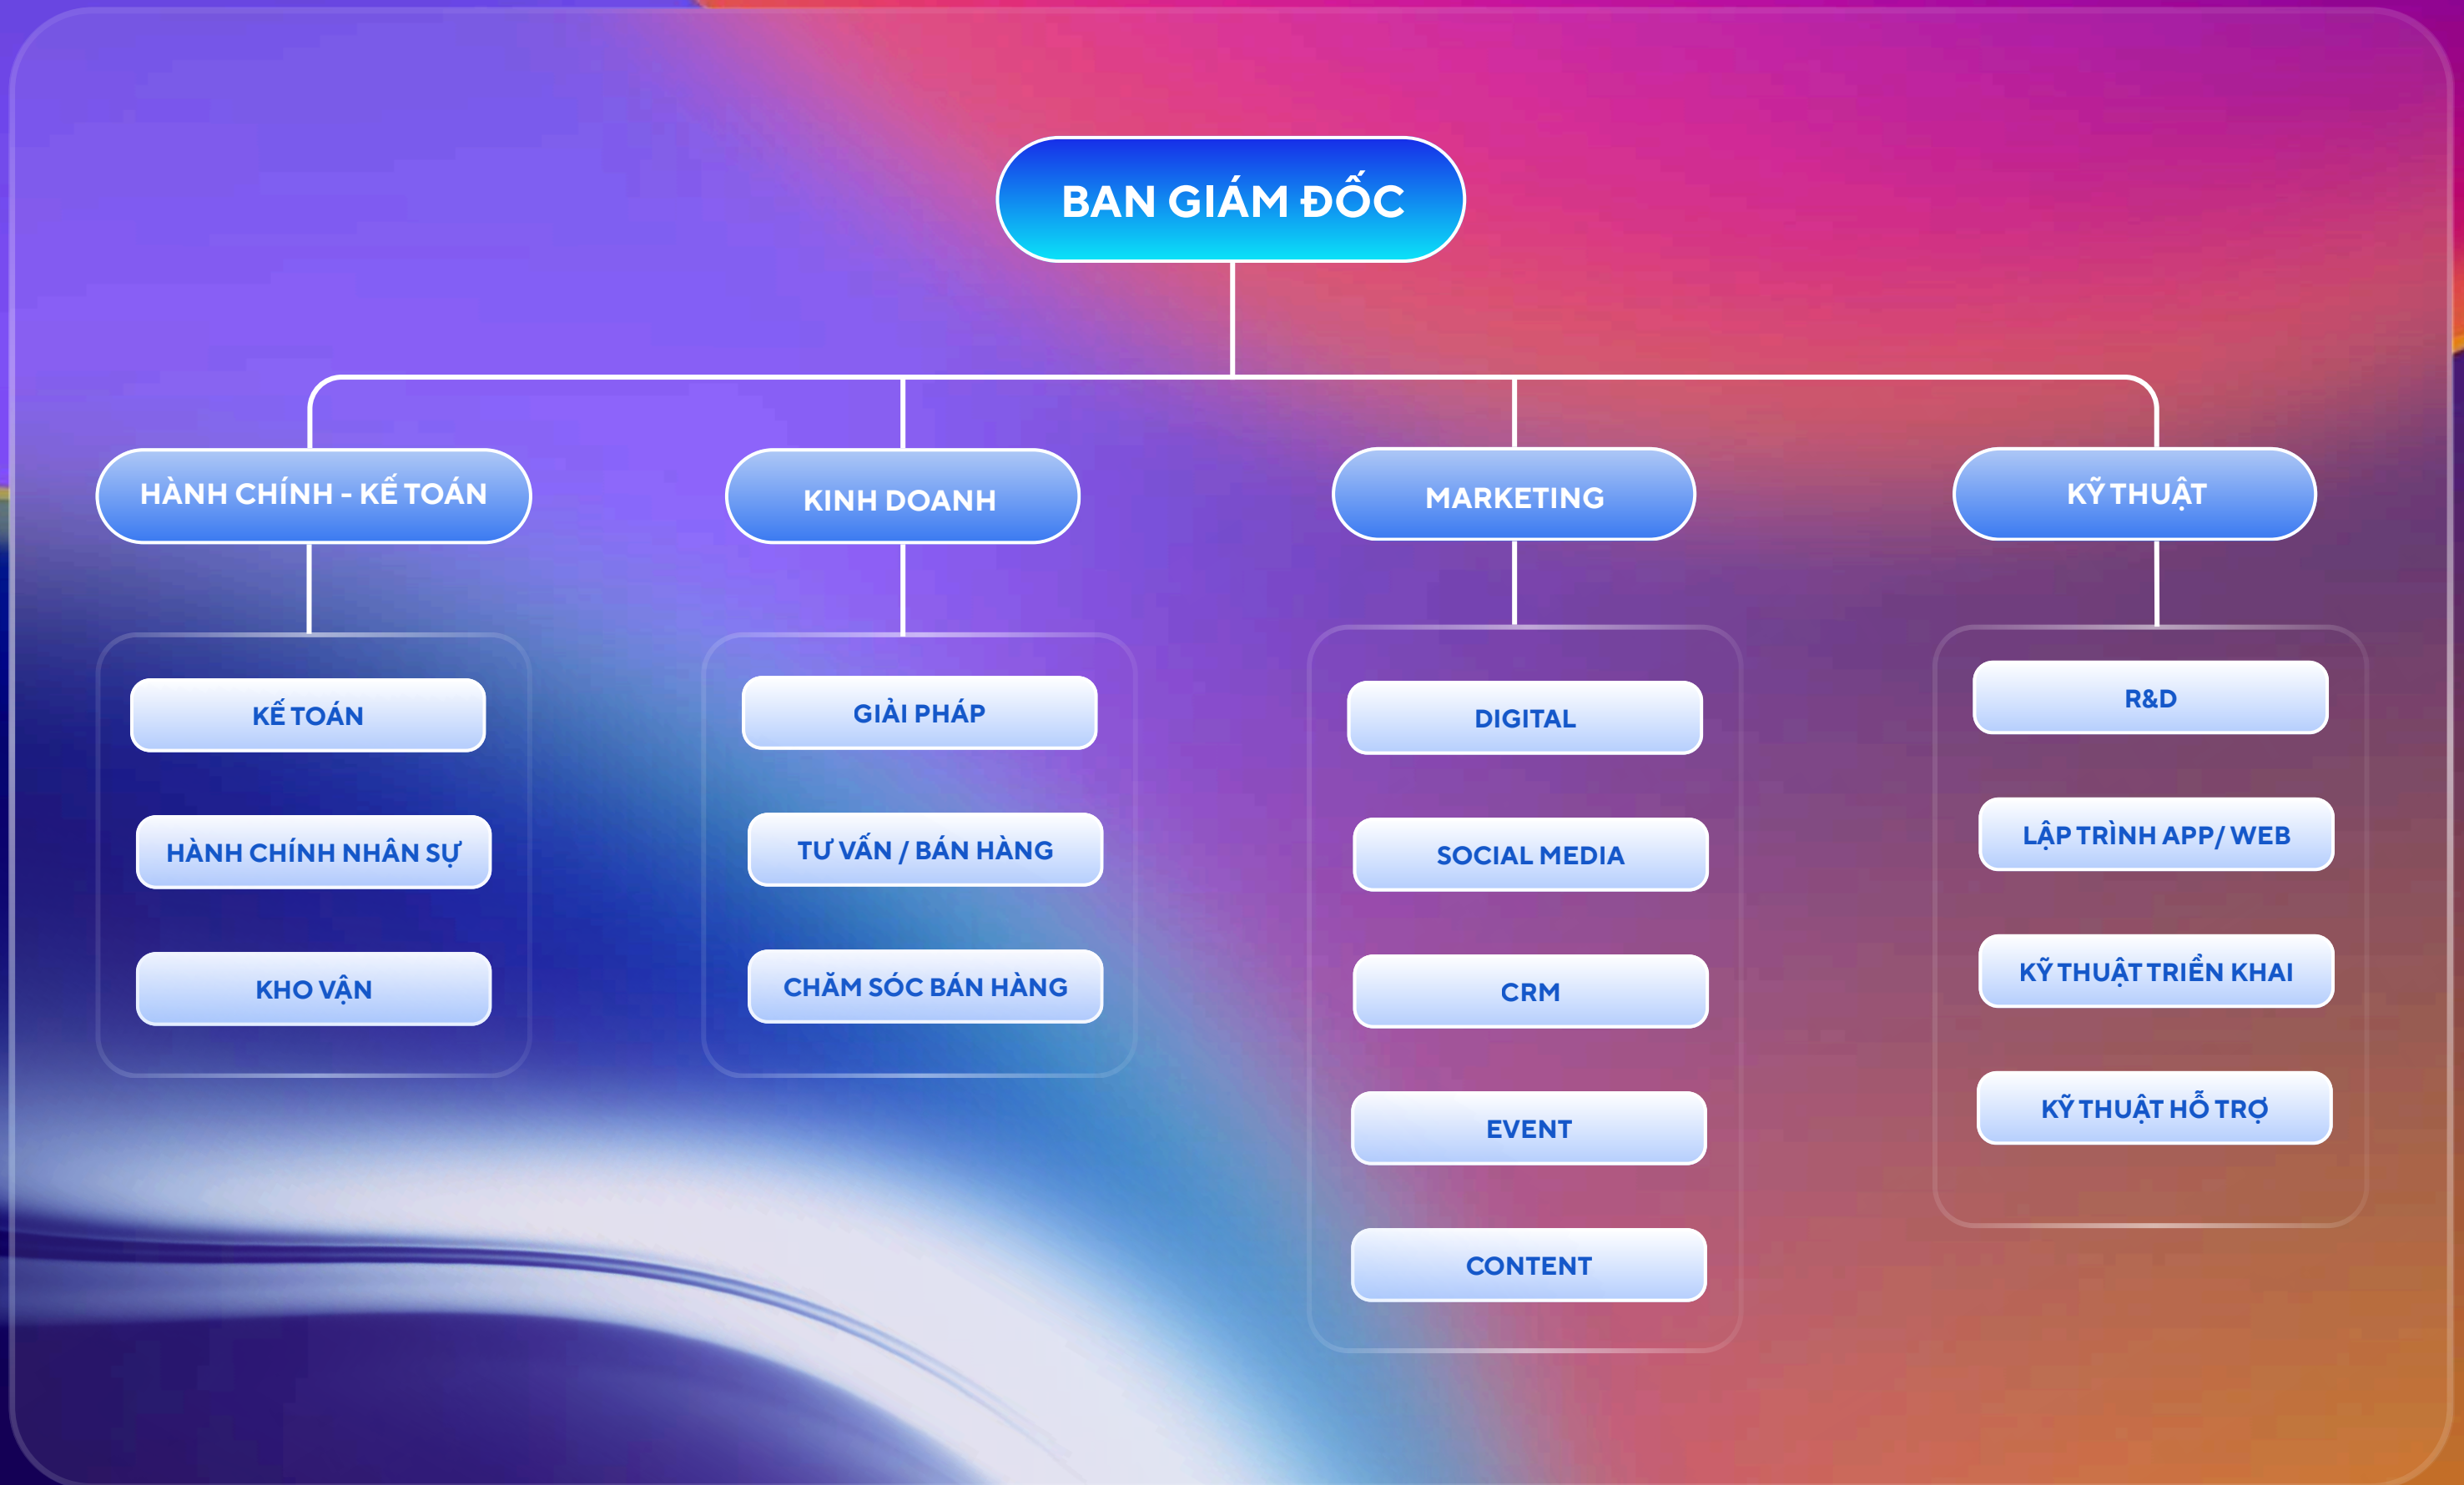 BAN GIÁM ĐỐC
HÀNH CHÍNH - KẾ TOÁN
KẾ TOÁN
HÀNH CHÍNH NHÂN SỰ
KHO VẬN
KINH DOANH
GIẢI PHÁP
TƯ VẤN / BÁN HÀNG
CHĂM SÓC BÁN HÀNG
MARKETING
DIGITAL
SOCIAL MEDIA
CRM
EVENT
CONTENT
KỸ THUẬT
R&D
LẬP TRÌNH APP/ WEB
KỸ THUẬT TRIỂN KHAI
KỸ THUẬT HỖ TRỢ